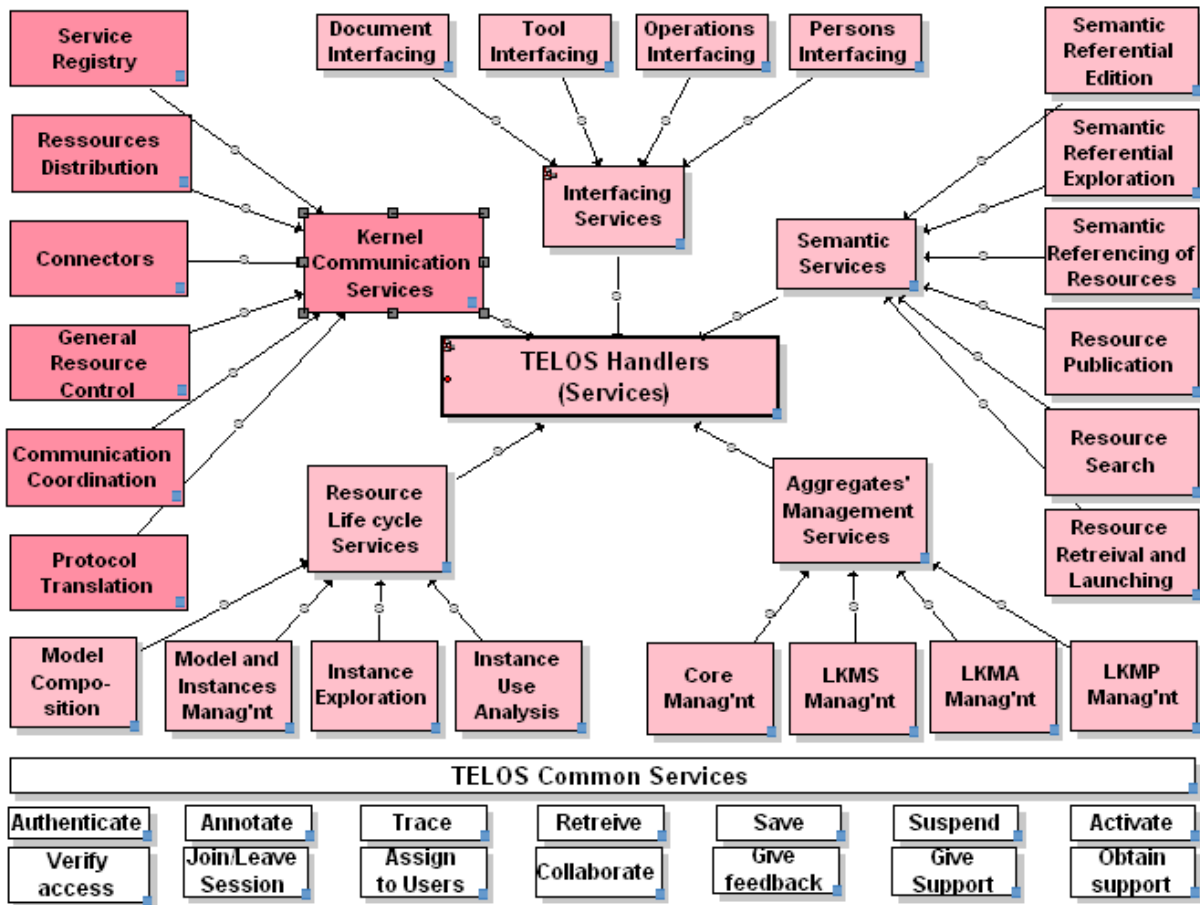 Service
Registry
Document
Interfacing
Tool
Interfacing
Operations
Interfacing
Persons
Interfacing
Semantic
Referential
Edition
Ressources
Distribution
Semantic
Referential
Exploration
Interfacing
Services
Connectors
Kernel
Communication
Services
Semantic
Services
Semantic
Referencing of
Resources
General
Resource
Control
TELOS Handlers
(Services)
Resource
Publication
Communication
Coordination
Resource
Search
Resource
Life cycle
Services
Aggregates'
Management
Services
Protocol
Translation
Resource
Retreival and
Launching
Model
Compo-
sition
Model and
Instances
Manag'nt
Instance
Exploration
Instance
Use
Analysis
Core
Manag'nt
LKMS
Manag'nt
LKMA
Manag'nt
LKMP
Manag'nt
TELOS Common Services
Authenticate
Annotate
Trace
Retreive
Save
Suspend
Activate
Verify
access
Join/Leave
Session
Assign
to Users
Collaborate
Give
feedback
Give
Support
Obtain
support